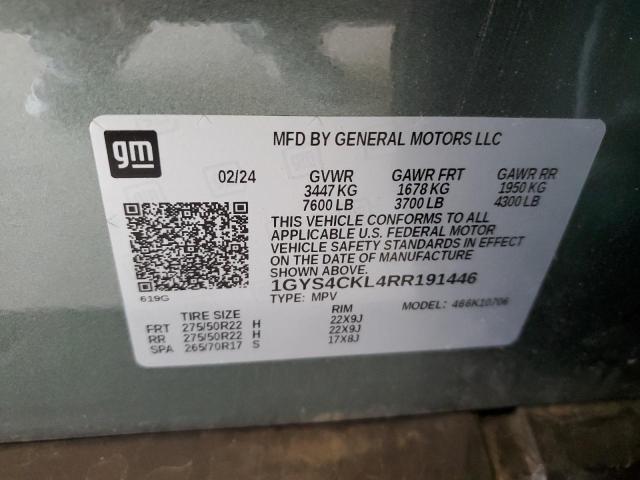 gm
MFD BY GENERAL MOTORS LLC
02/24 GVWR GAWR FRT GAWR RR
3447 KG 1678 KG 1950 KG
7600 LB 3700 LB 4300 LB
THIS VEHICLE CONFORMS TO ALL
APPLICABLE U.S. FEDERAL MOTOR
VEHICLE SAFETY STANDARDS IN EFFECT
ON THE DATE OF MANUFACTURE
SHOWN ABOVE.
619G 1GYS4CKL4RR191446
TYPE: MPV MODEL: 466K10706
TIRE SIZE RIM
FRT 275/50R22 H 22X9J
RR 275/50R22 H 22X9J
SPA 265/70R17 S 17X8J